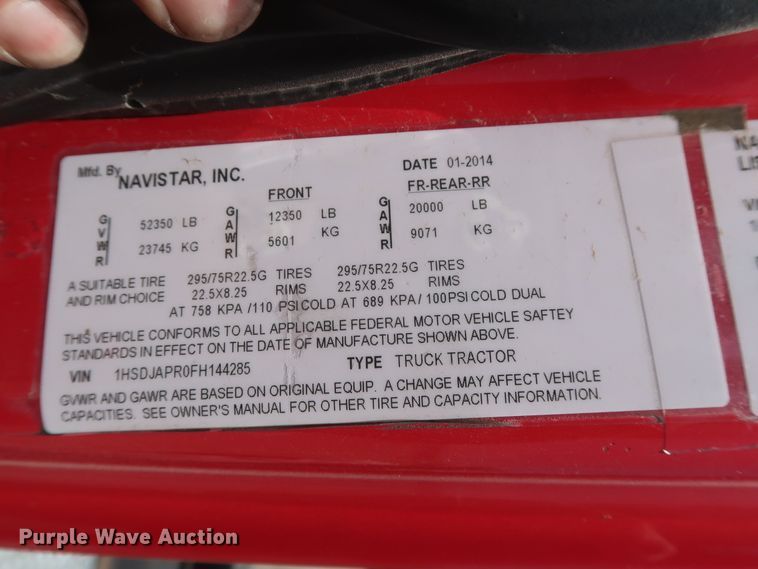 Mfd. By NAVISTAR, INC. DATE 01-2014
FRONT FR-REAR-RR
GVWR 52350 LB GAWR 12350 LB GAWR 20000 LB
23745 KG 5601 KG 9071 KG
A SUITABLE TIRE 295/75R22.5G TIRES 295/75R22.5G TIRES
AND RIM CHOICE 22.5X8.25 RIMS 22.5X8.25 RIMS
AT 758 KPA /110 PSI COLD AT 689 KPA / 100PSI COLD DUAL
THIS VEHICLE CONFORMS TO ALL APPLICABLE FEDERAL MOTOR VEHICLE SAFTEY
STANDARDS IN EFFECT ON THE DATE OF MANUFACTURE SHOWN ABOVE.
VIN 1HSDJAPR0FH144285 TYPE TRUCK TRACTOR
GVWR AND GAWR ARE BASED ON ORIGINAL EQUIP. A CHANGE MAY AFFECT VEHICLE
CAPACITIES. SEE OWNER'S MANUAL FOR OTHER TIRE AND CAPACITY INFORMATION.
Purple Wave Auction